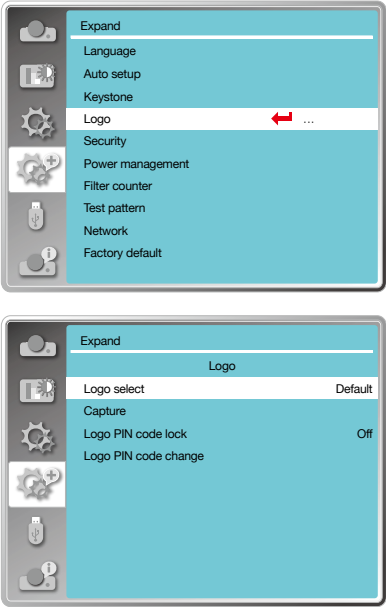 Expand
Language
Auto setup
Keystone
Logo ...
Security
Power management
Filter counter
Test pattern
Network
Factory default
Expand
Logo
Logo select Default
Capture
Logo PIN code lock Off
Logo PIN code change